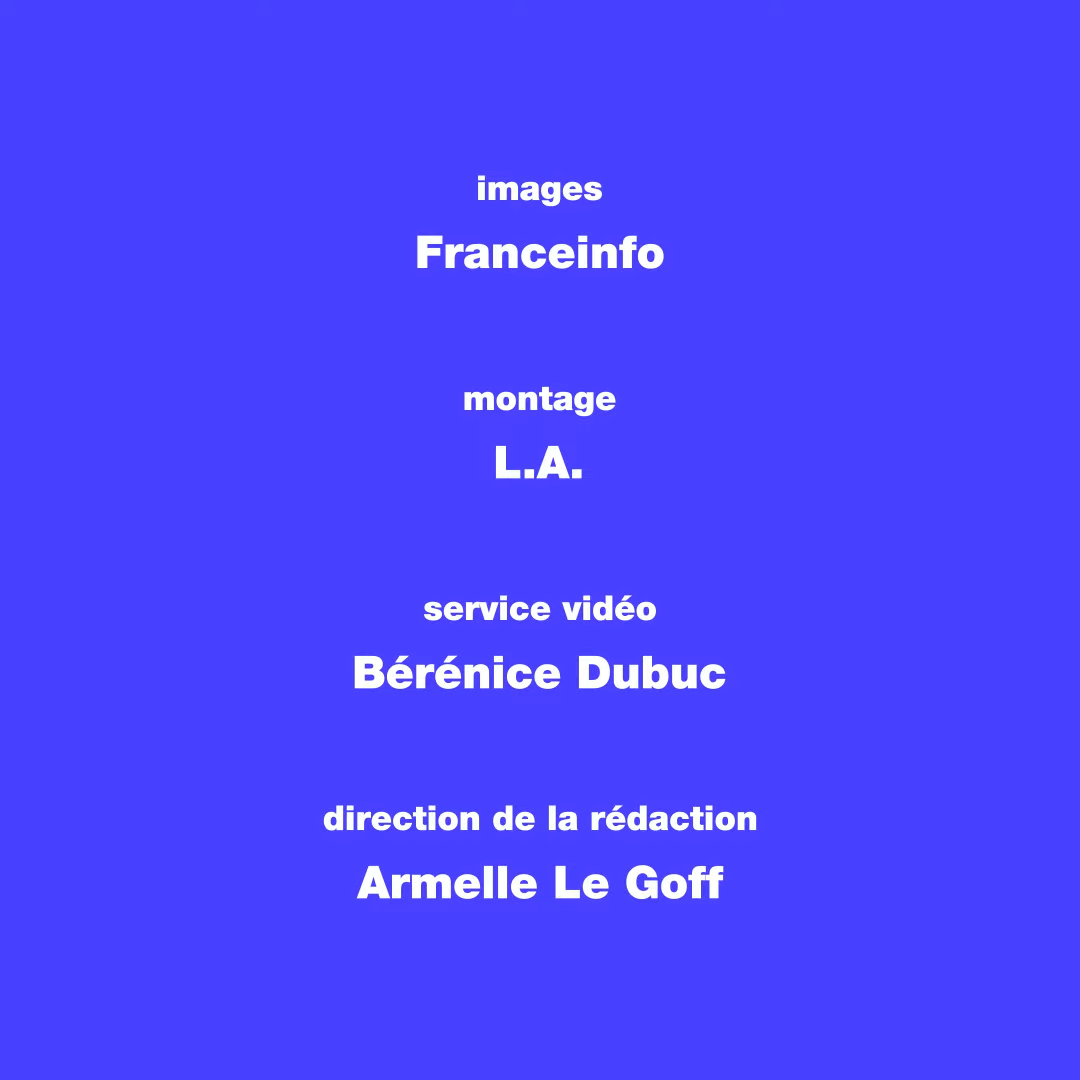 images
Franceinfo
montage
L.A.
service vidéo
Bérénice Dubuc
direction de la rédaction
Armelle Le Goff